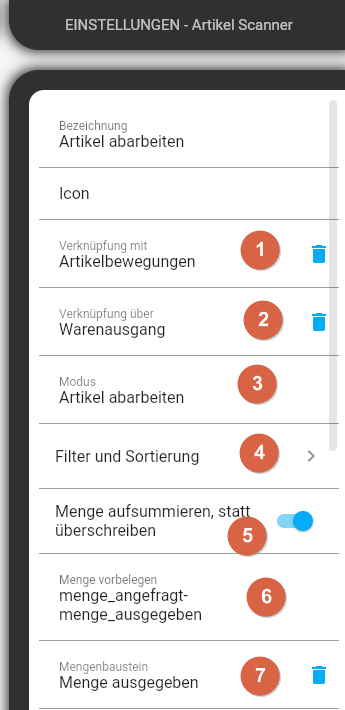 EINSTELLUNGEN - Artikel Scanner
Bezeichnung
Artikel abarbeiten
Icon
Verknüpfung mit
Artikelbewegungen
1
Verknüpfung über
Warenausgang
2
Modus
Artikel abarbeiten
3
Filter und Sortierung
4
Menge aufsummieren, statt
überschreiben
5
Menge vorbelegen
menge_angefragt-
menge_ausgegeben
6
Mengenbaustein
Menge ausgegeben
7